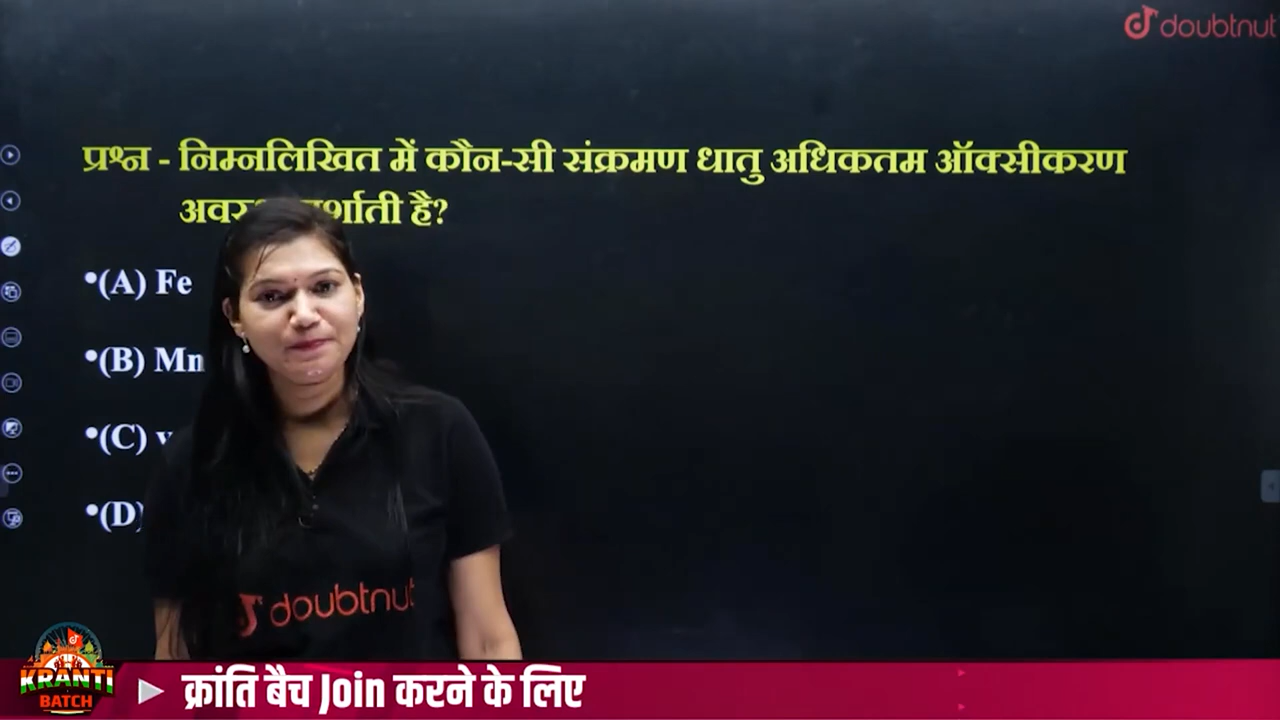 doubtnut
प्रश्न - निम्नलिखित में कौन-सी संक्रमण धातु अधिकतम ऑक्सीकरण
है?
•(A) Fe
•(B) Mn
•(C) v
•(D)
doubtnut
KRANTI
BATCH
क्रांति बैच Join करने के लिए